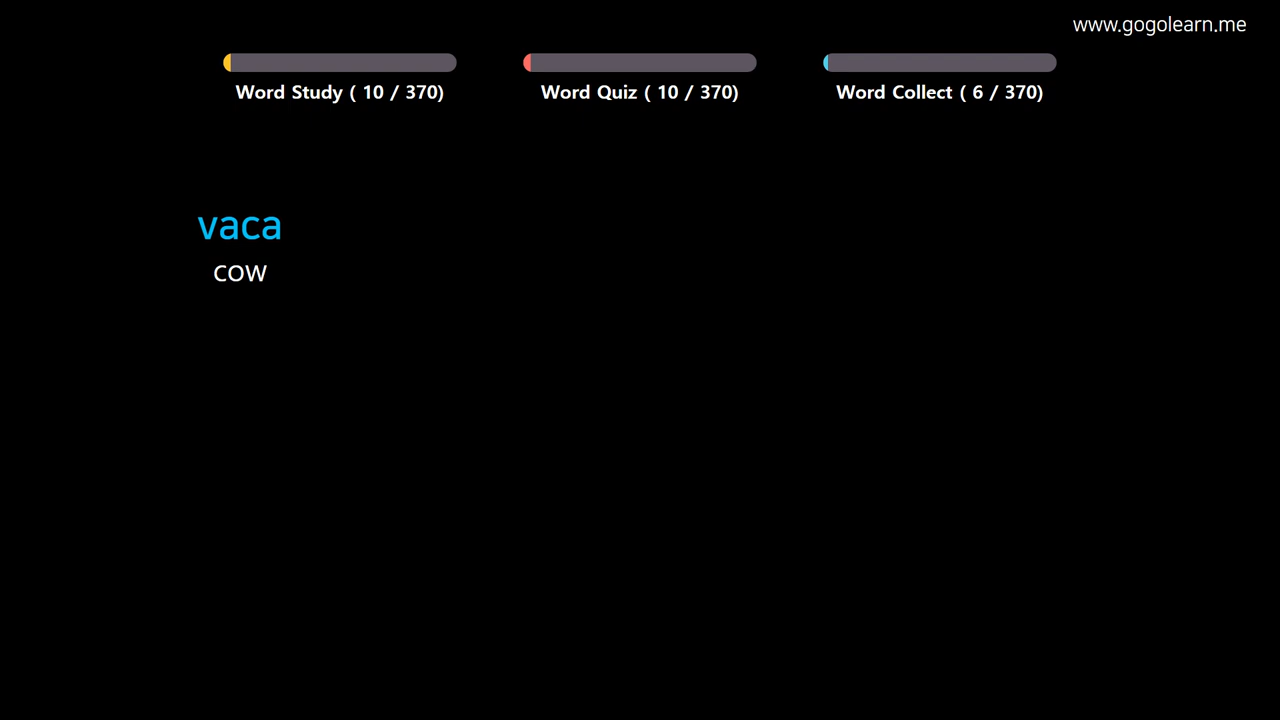 www.gogolearn.me
Word Study ( 10 / 370)
Word Quiz ( 10 / 370)
Word Collect ( 6 / 370)
vaca
cow